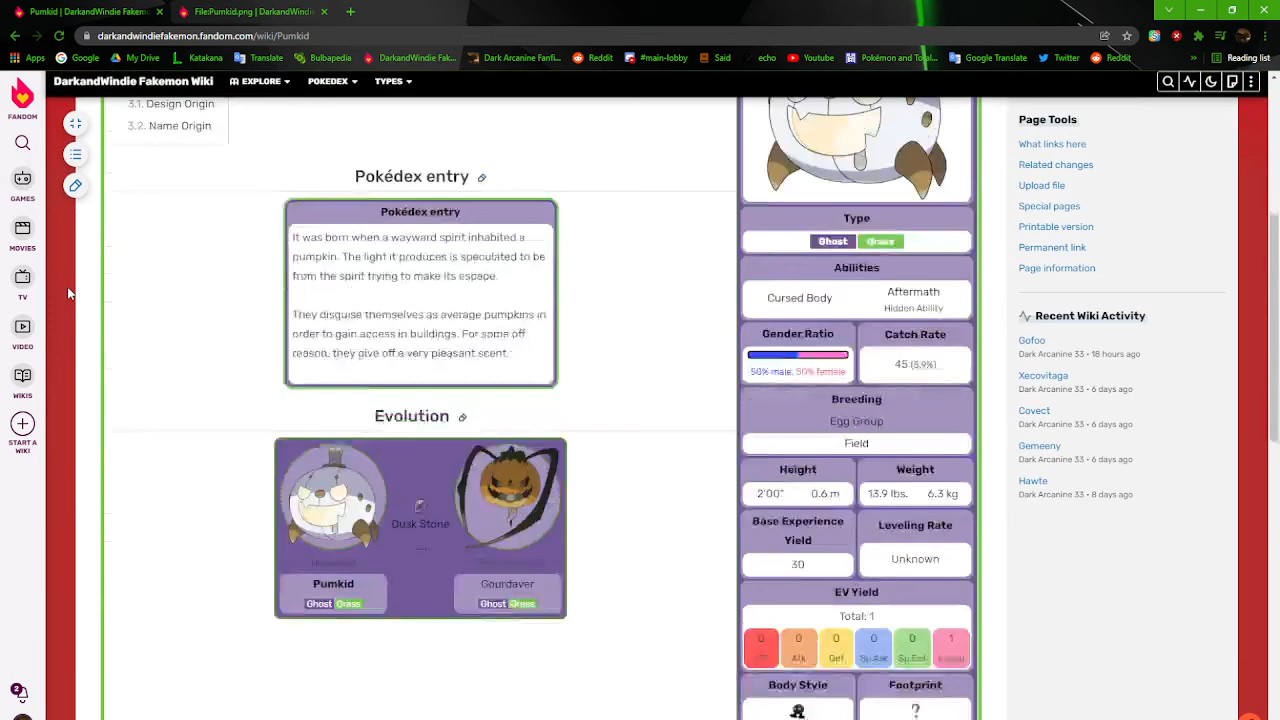 Pumkid | DarkandWindie Fakemo
File:Pumkid.png | DarkandWindie
darkandwindiefakemon.fandom.com/wiki/Pumkid
Apps
Google
My Drive
Katakana
Translate
Bulbapedia
DarkandWindie Fak...
Dark Arcanine Fanfi...
Reddit
#main-lobby
Said
echo
YouTube
Pokémon and Total...
Google Translate
Twitter
Reddit
»
Reading list
DarkandWindie Fakemon Wiki
EXPLORE
POKEDEX
TYPES
FANDOM
GAMES
MOVIES
TV
VIDEO
WIKIS
START A
WIKI
2
3.1. Design Origin
3.2. Name Origin
Pokédex entry
Pokédex entry
It was born when a wayward spirit inhabited a
pumpkin. The light it produces is speculated to be
from the spirit trying to make its espape.
They disguise themselves as average pumpkins in
order to gain access in buildings. For some off
reason, they give off a very pleasant scent.
Evolution
Dusk Stone
Pumkid
Ghost Grass
Gourdaver
Ghost Grass
Type
Ghost Grass
Abilities
Cursed Body
Aftermath
Hidden Ability
Gender Ratio
50% male, 50% female
Catch Rate
45 (5.9%)
Breeding
Egg Group
Field
Height
2'00" 0.6 m
Weight
13.9 lbs. 6.3 kg
Base Experience
Yield
30
Leveling Rate
Unknown
EV Yield
Total: 1
0 0 0 0 0 1
Atk Def Sp.Atk
Body Style
Footprint
?
Page Tools
What links here
Related changes
Upload file
Special pages
Printable version
Permanent link
Page information
Recent Wiki Activity
Gofoo
Dark Arcanine 33 • 18 hours ago
Xecovitaga
Dark Arcanine 33 • 6 days ago
Covect
Dark Arcanine 33 • 6 days ago
Gemeeny
Dark Arcanine 33 • 6 days ago
Hawte
Dark Arcanine 33 • 8 days ago